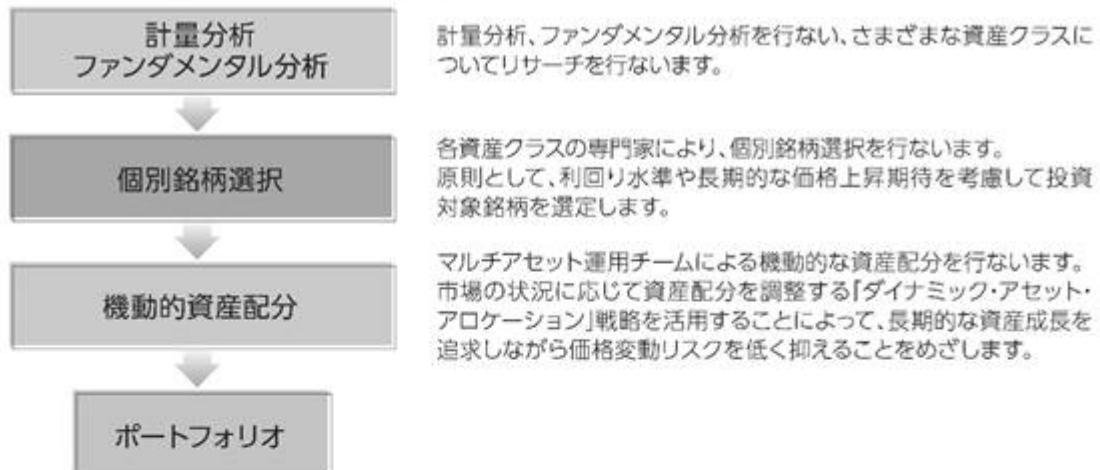 計量分析
ファンダメンタル分析
計量分析、ファンダメンタル分析を行ない、さまざまな資産クラスに
ついてリサーチを行ないます。
個別銘柄選択
各資産クラスの専門家により、個別銘柄選択を行ないます。
原則として、利回り水準や長期的な価格上昇期待を考慮して投資
対象銘柄を選定します。
機動的資産配分
マルチアセット運用チームによる機動的な資産配分を行ないます。
市場の状況に応じて資産配分を調整する「ダイナミック・アセット・
アロケーション」戦略を活用することによって、長期的な資産成長を
追求しながら価格変動リスクを低く抑えることをめざします。
ポートフォリオ